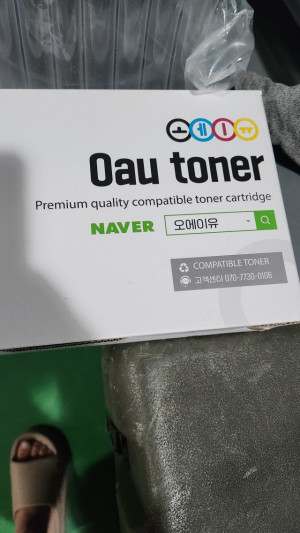 오에이유
Oau toner
Premium quality compatible toner cartridge
NAVER 오에이유
COMPATIBLE TONER
고객센터 070-7730-0106